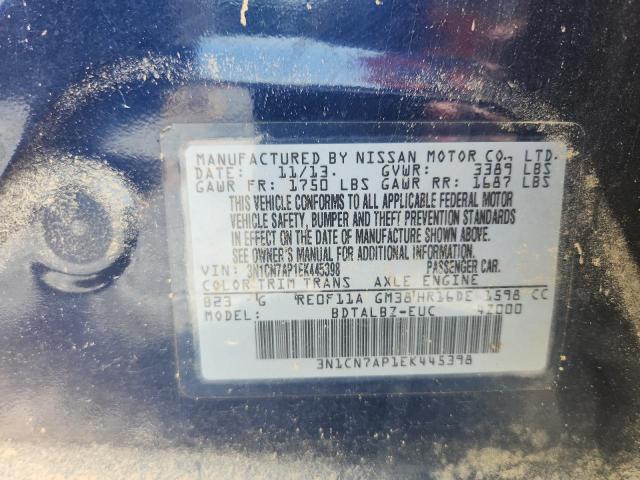 MANUFACTURED BY NISSAN MOTOR CO., LTD.
DATE: 11/13. GVWR: 3389 LBS
GAWR FR: 1750 LBS GAWR RR: 1687 LBS
THIS VEHICLE CONFORMS TO ALL APPLICABLE FEDERAL MOTOR
VEHICLE SAFETY, BUMPER AND THEFT PREVENTION STANDARDS
IN EFFECT ON THE DATE OF MANUFACTURE SHOWN ABOVE.
SEE OWNER'S MANUAL FOR ADDITIONAL INFORMATION.
VIN: 3N1CN7AP1EK445398 PASSENGER CAR.
COLOR TRIM TRANS AXLE ENGINE
B23 G RE0F11A GM38 HR16DE 1598 CC
MODEL: BDTALBZ-EUC 42000
3N1CN7AP1EK445398